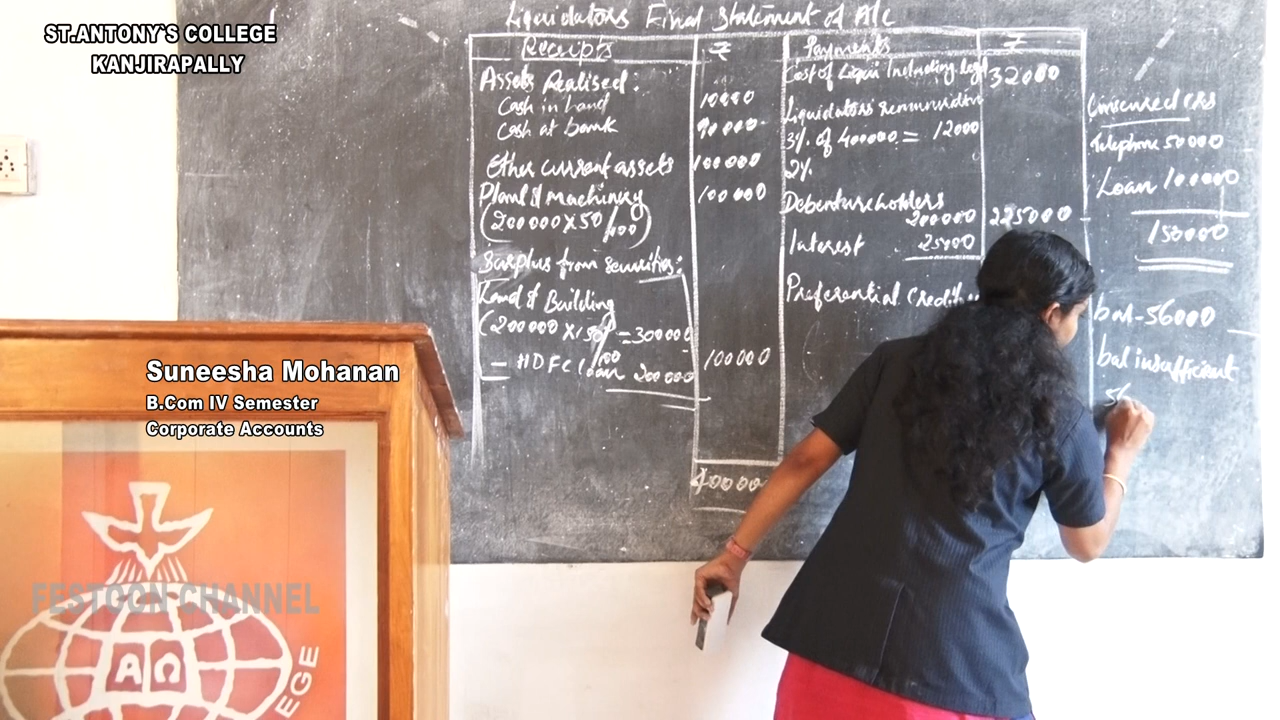 ST.ANTONY`S COLLEGE
KANJIRAPALLY
Liquidators Final Statement of A/c
Receipts ₹ Payments ₹
Assets Realised:
Cash in hand 10000
Cash at bank 90000
Other current assets 100000
Plant & machinery 100000
(200000 x 50/100)
Surplus from securities:
Land & Building
(200000 x 150/100 = 300000
- HDFC loan 200000 100000
400000
Cost of Liqui Including legal 32000
Liquidators remuneration
3% of 400000 = 12000
2%
Debentureholders
200000 225000
Interest 25000
Preferential
Unsecured crs
Telephone 50000
Loan 100000
150000
bal - 56000
bal insufficient
Suneesha Mohanan
B.Com IV Semester
Corporate Accounts
FESTOON CHANNEL
ΑΩ
EGE